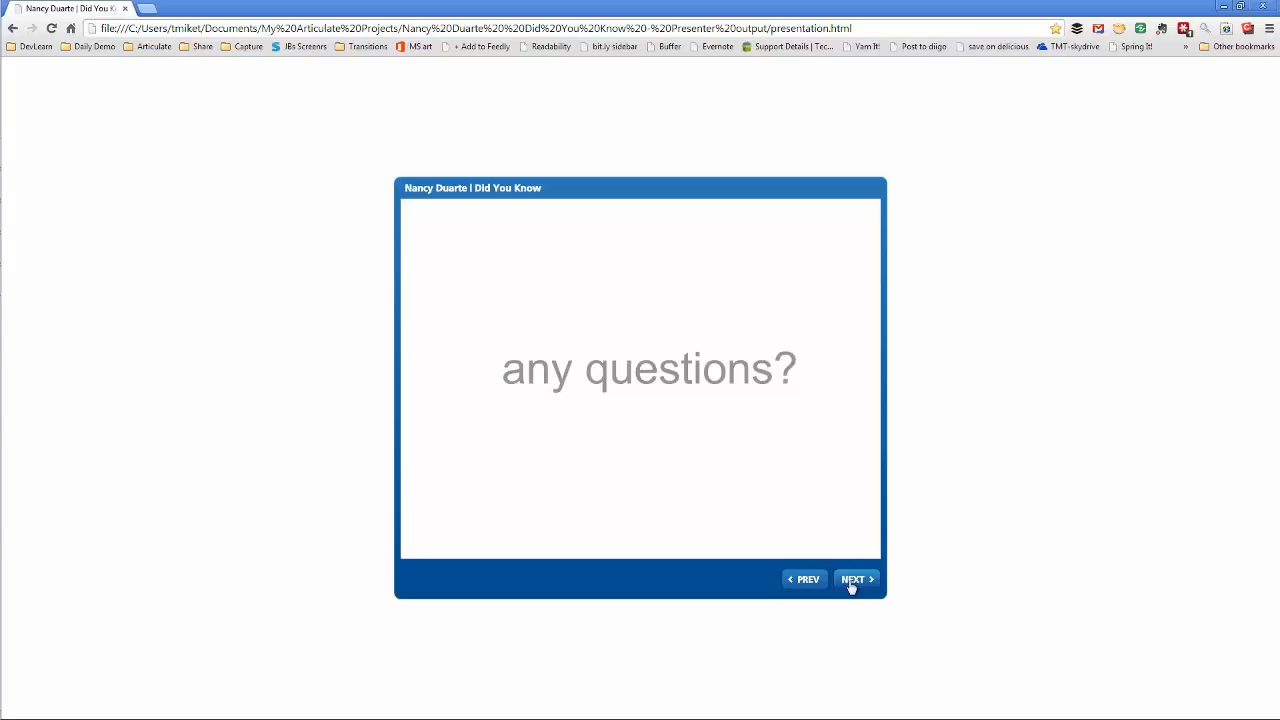 Nancy Duarte | Did You Kn
file:///C:/Users/tmiket/Documents/My%20Articulate%20Projects/Nancy%20Duarte%20%20Did%20You%20Know%20-%20Presenter%20output/presentation.html
DevLearn Daily Demo Articulate Share Capture JBs Screnrs Transitions MS art + Add to Feedly Readability bit.ly sidebar Buffer Evernote Support Details | Tec... Yam It! Post to diigo save on delicious TMT-skydrive Spring It! » Other bookmarks
Nancy Duarte | Did You Know
any questions?
PREV NEXT